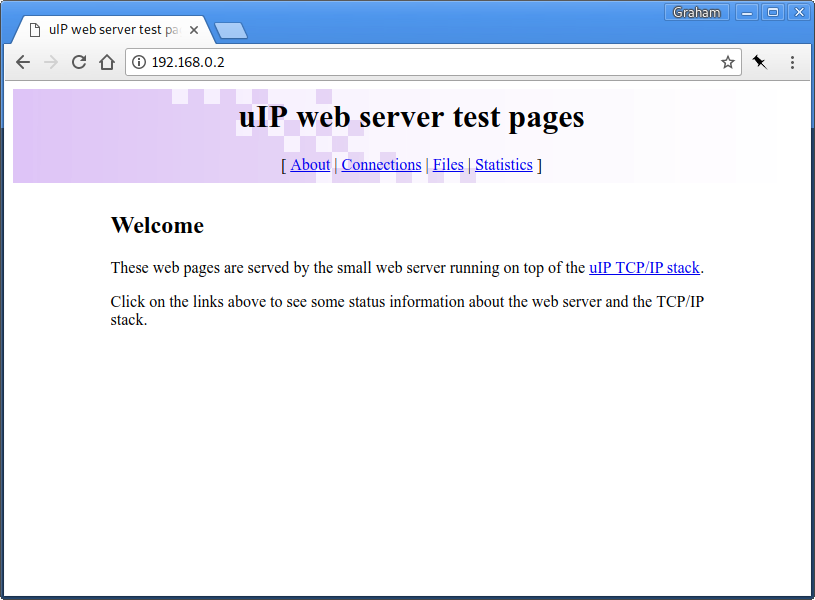 Graham
uIP web server test pa
192.168.0.2
uIP web server test pages
[ About | Connections | Files | Statistics ]
Welcome
These web pages are served by the small web server running on top of the uIP TCP/IP stack.
Click on the links above to see some status information about the web server and the TCP/IP
stack.